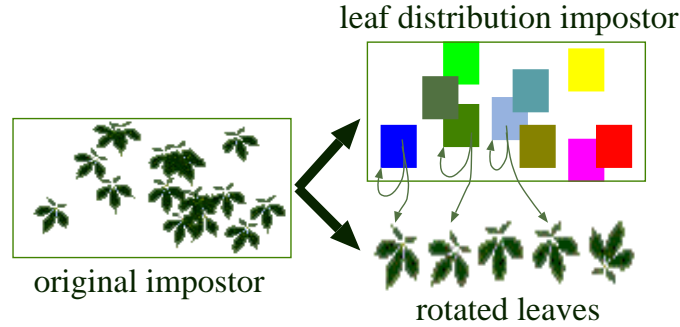 leaf distribution impostor
original impostor
rotated leaves